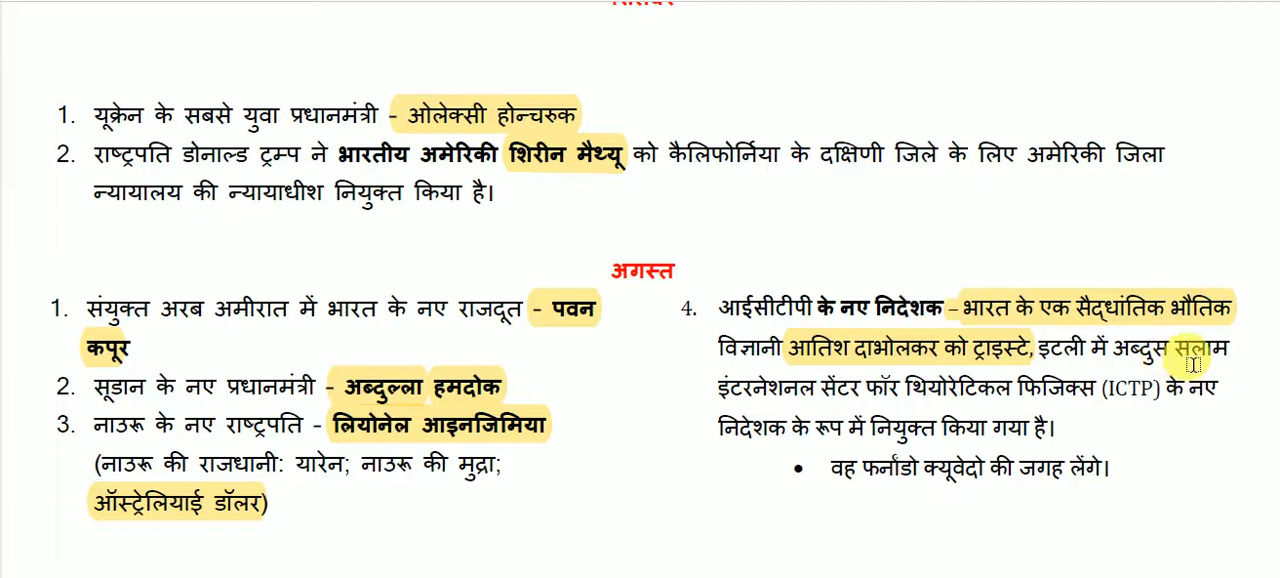 1. यूक्रेन के सबसे युवा प्रधानमंत्री - ओलेक्सी होन्चरुक
2. राष्ट्रपति डोनाल्ड ट्रम्प ने भारतीय अमेरिकी शिरीन मैथ्यू को कैलिफोर्निया के दक्षिणी जिले के लिए अमेरिकी जिला
न्यायालय की न्यायाधीश नियुक्त किया है।
अगस्त
1. संयुक्त अरब अमीरात में भारत के नए राजदूत - पवन
कपूर
2. सूडान के नए प्रधानमंत्री - अब्दुल्ला हमदोक
3. नाउरू के नए राष्ट्रपति - लियोनेल आइनजिमिया
(नाउरू की राजधानी: यारेन; नाउरू की मुद्रा;
ऑस्ट्रेलियाई डॉलर)
4. आईसीटीपी के नए निदेशक – भारत के एक सैद्धांतिक भौतिक
विज्ञानी आतिश दाभोलकर को ट्राइस्टे, इटली में अब्दुस सलाम
इंटरनेशनल सेंटर फॉर थियोरेटिकल फिजिक्स (ICTP) के नए
निदेशक के रूप में नियुक्त किया गया है।
• वह फर्नांडो क्यूवेदो की जगह लेंगे।